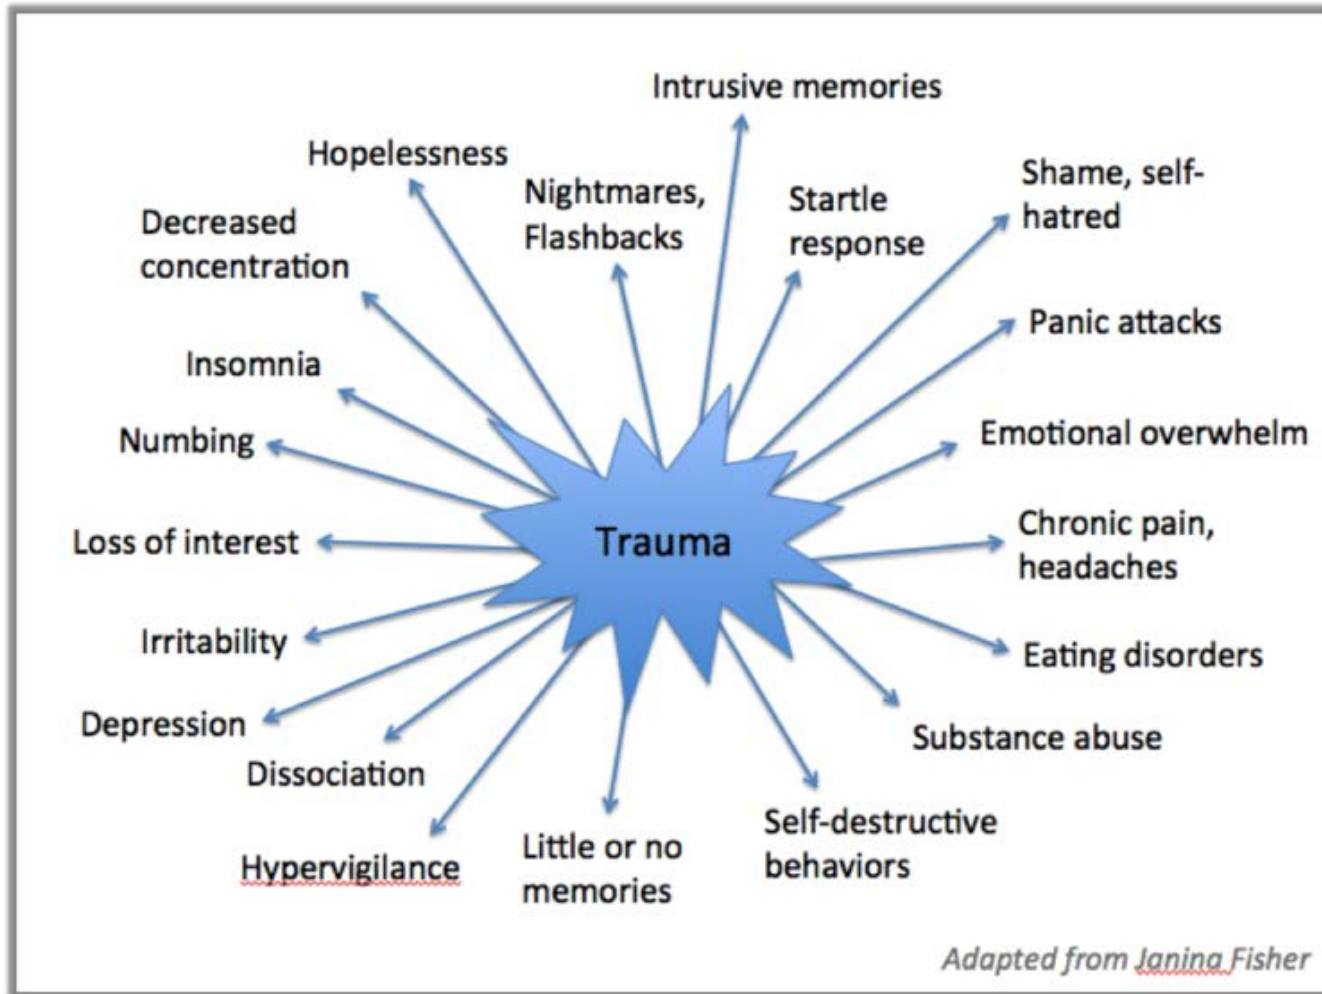 Intrusive memories
Hopelessness
Nightmares,
Flashbacks
Startle
response
Shame, self-
hatred
Decreased
concentration
Panic attacks
Insomnia
Numbing
Emotional overwhelm
Loss of interest
Trauma
Chronic pain,
headaches
Irritability
Eating disorders
Depression
Substance abuse
Dissociation
Self-destructive
behaviors
Hypervigilance
Little or no
memories
Adapted from Janina Fisher